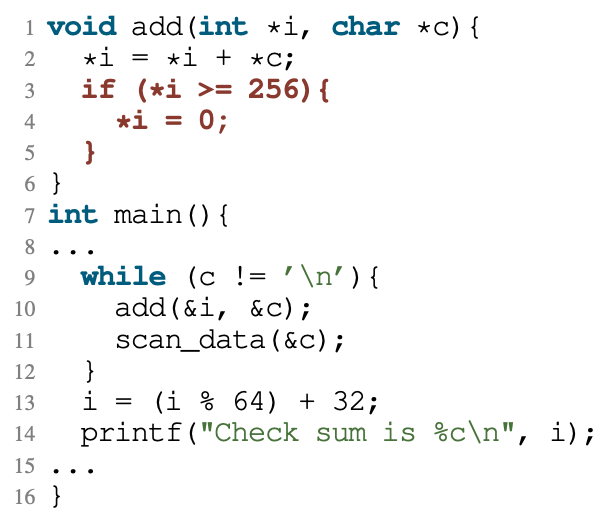 1 void add(int *i, char *c){
2 *i = *i + *c;
3 if (*i >= 256){
4 *i = 0;
5 }
6 }
7 int main(){
8 ...
9 while (c != ′\n′){
10 add(&i, &c);
11 scan_data(&c);
12 }
13 i = (i % 64) + 32;
14 printf("Check sum is %c\n", i);
15 ...
16 }